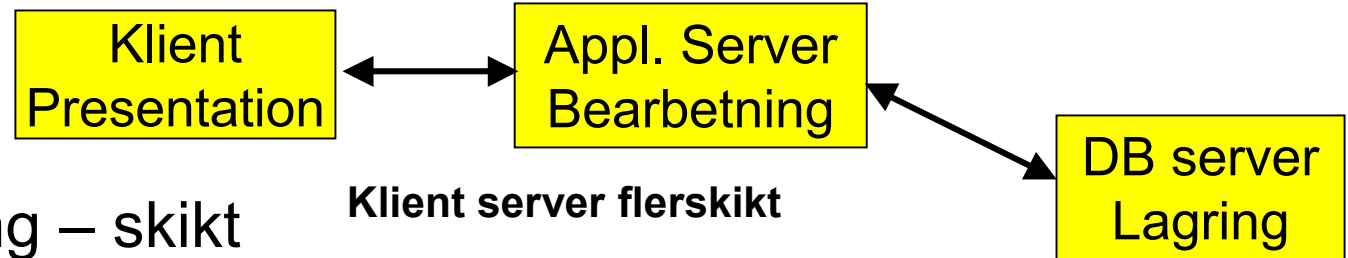 Klient
Presentation
Appl. Server
Bearbetning
DB server
Lagring
Klient server flerskikt
– skikt